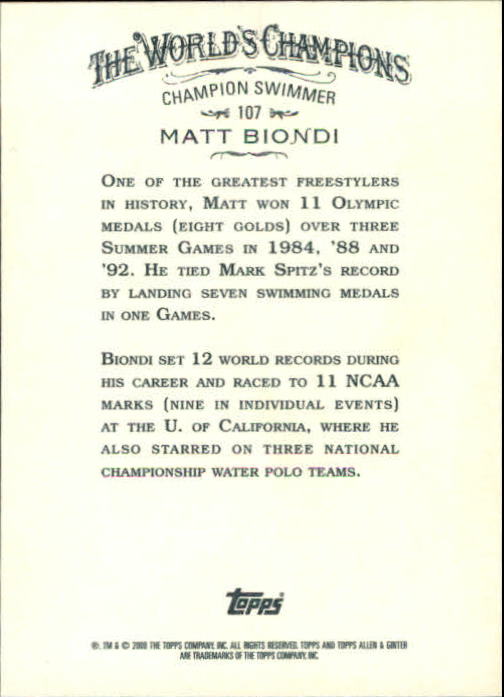 THE WORLD'S CHAMPIONS
CHAMPION SWIMMER
107
MATT BIONDI
ONE OF THE GREATEST FREESTYLERS
IN HISTORY, MATT WON 11 OLYMPIC
MEDALS (EIGHT GOLDS) OVER THREE
SUMMER GAMES IN 1984, '88 AND
'92. HE TIED MARK SPITZ'S RECORD
BY LANDING SEVEN SWIMMING MEDALS
IN ONE GAMES.
BIONDI SET 12 WORLD RECORDS DURING
HIS CAREER AND RACED TO 11 NCAA
MARKS (NINE IN INDIVIDUAL EVENTS)
AT THE U. OF CALIFORNIA, WHERE HE
ALSO STARRED ON THREE NATIONAL
CHAMPIONSHIP WATER POLO TEAMS.
Topps
®, TM & © 2008 THE TOPPS COMPANY, INC. ALL RIGHTS RESERVED. TOPPS AND TOPPS ALLEN & GINTER
ARE TRADEMARKS OF THE TOPPS COMPANY, INC.